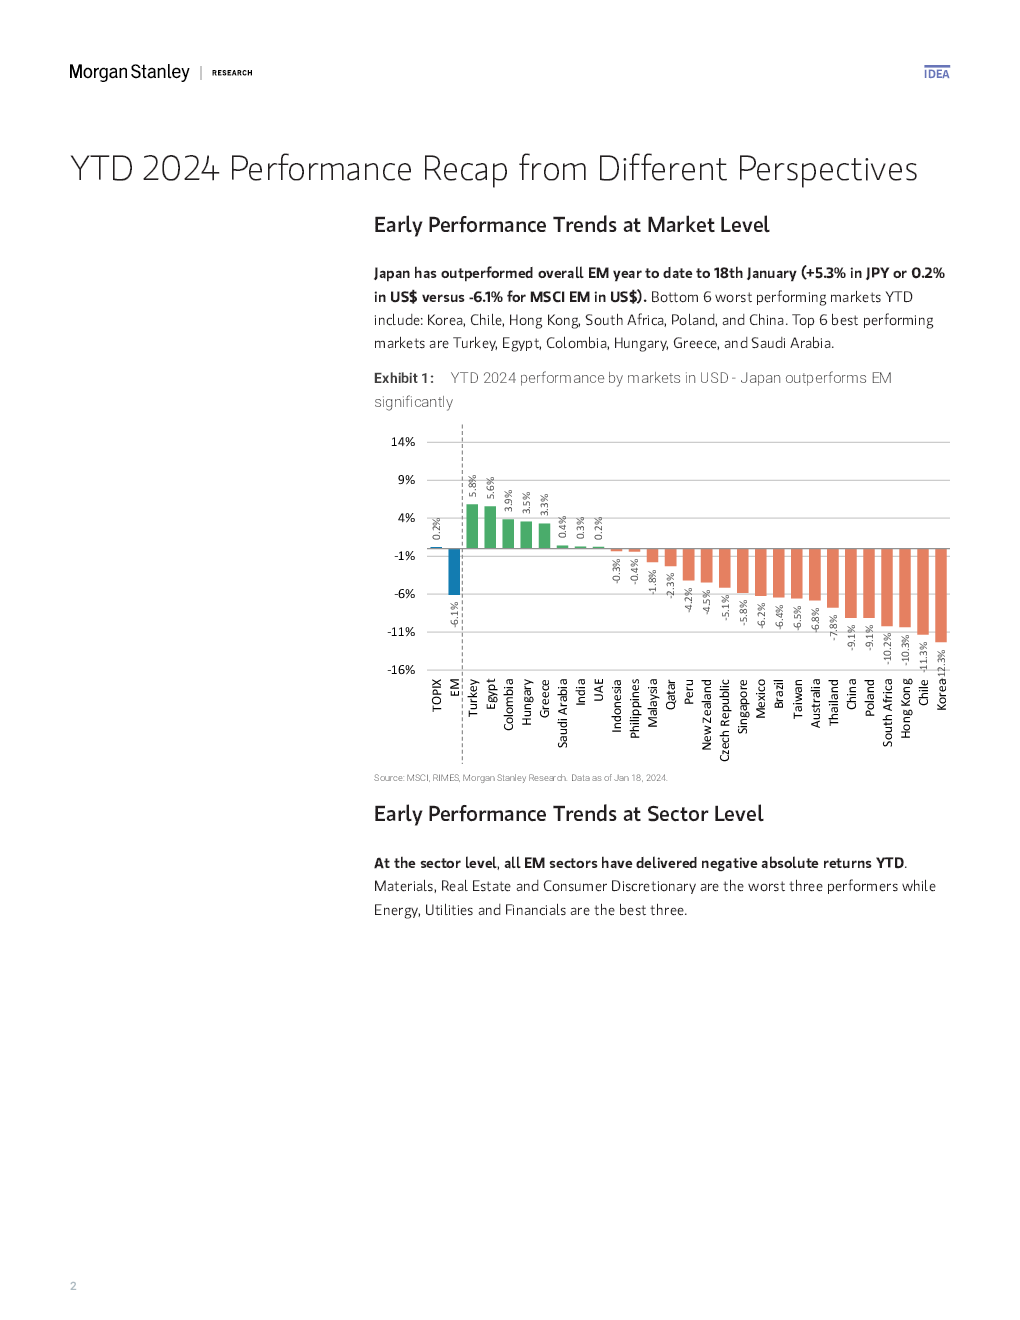 Morgan Stanley | RESEARCH
IDEA
YTD 2024 Performance Recap from Different Perspectives
Early Performance Trends at Market Level
Japan has outperformed overall EM year to date to 18th January (+5.3% in JPY or 0.2%
in US$ versus -6.1% for MSCI EM in US$). Bottom 6 worst performing markets YTD
include: Korea, Chile, Hong Kong, South Africa, Poland, and China. Top 6 best performing
markets are Turkey, Egypt, Colombia, Hungary, Greece, and Saudi Arabia.
Exhibit 1: YTD 2024 performance by markets in USD - Japan outperforms EM
significantly
14%
9%
4%
-1%
-6%
-11%
-16%
0.2%
-6.1%
5.8%
5.6%
3.9%
3.5%
3.3%
0.4%
0.3%
0.2%
-0.3%
-0.4%
-1.8%
-2.3%
-4.2%
-4.5%
-5.1%
-5.8%
-6.2%
-6.4%
-6.5%
-6.8%
-7.8%
-9.1%
-9.1%
-10.2%
-10.3%
-11.3%
-12.3%
TOPIX
EM
Turkey
Egypt
Colombia
Hungary
Greece
Saudi Arabia
India
UAE
Indonesia
Philippines
Malaysia
Qatar
Peru
New Zealand
Czech Republic
Singapore
Mexico
Brazil
Taiwan
Australia
Thailand
China
Poland
South Africa
Hong Kong
Chile
Korea
Source: MSCI, RIMES, Morgan Stanley Research. Data as of Jan 18, 2024.
Early Performance Trends at Sector Level
At the sector level, all EM sectors have delivered negative absolute returns YTD.
Materials, Real Estate and Consumer Discretionary are the worst three performers while
Energy, Utilities and Financials are the best three.
2